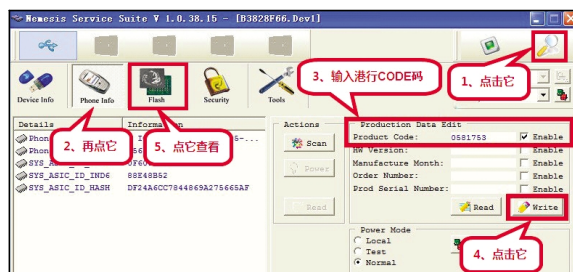 Nemesis Service Suite V 1.0.38.15 - [B3828F66.Dev1]
Device Info
Phone Info
Flash
Security
Tools
1、点击它
2、再点它
3、输入港行CODE码
4、点击它
5、点它查看
Details
Information
SYS_ASIC_ID_IND6 88E48B52
SYS_ASIC_ID_HASH DF24A6CC7844869A275665AF
Actions
Scan
Power
Read
Production Data Edit
Product Code: 0581753 Enable
HW Version: Enable
Manufacture Month: Enable
Order Number: Enable
Prod Serial Number: Enable
Read
Write
Power Mode
Local
Test
Normal